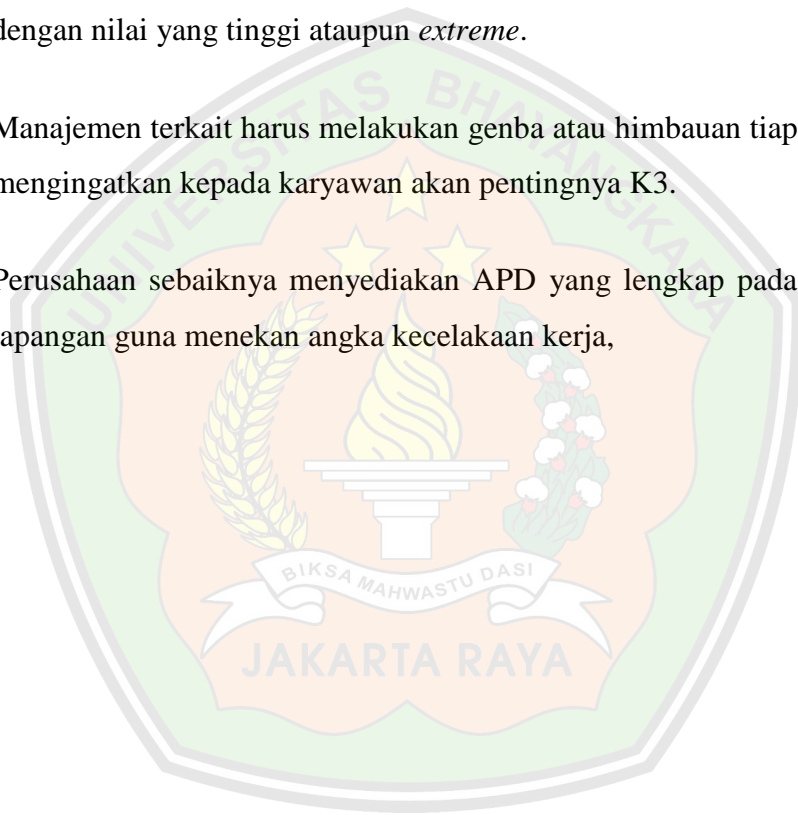 dengan nilai yang tinggi ataupun extreme.
Manajemen terkait harus melakukan genba atau himbauan tiap
mengingatkan kepada karyawan akan pentingnya K3.
Perusahaan sebaiknya menyediakan APD yang lengkap pada
lapangan guna menekan angka kecelakaan kerja,
UNIVERSITAS BHAYANGKARA
BIKSA MAHWASTU DASI
JAKARTA RAYA